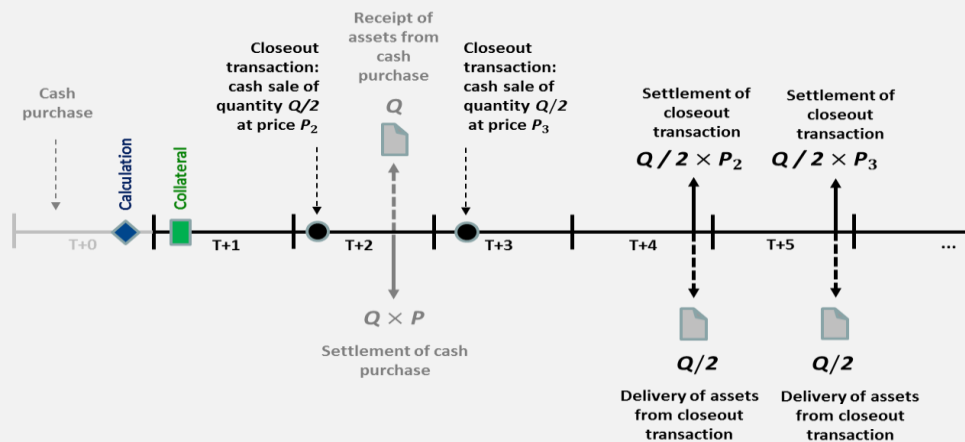 Cash
purchase
Calculation
Collateral
Closeout
transaction:
cash sale of
quantity Q/2
at price P₂
Receipt of
assets from
cash
purchase
Q
Closeout
transaction:
cash sale of
quantity Q/2
at price P₃
Settlement of
closeout
transaction
Q / 2 × P₂
Settlement of
closeout
transaction
Q / 2 × P₃
T+0
T+1
T+2
T+3
T+4
T+5
...
Q × P
Settlement of cash
purchase
Q/2
Delivery of assets
from closeout
transaction
Q/2
Delivery of assets
from closeout
transaction